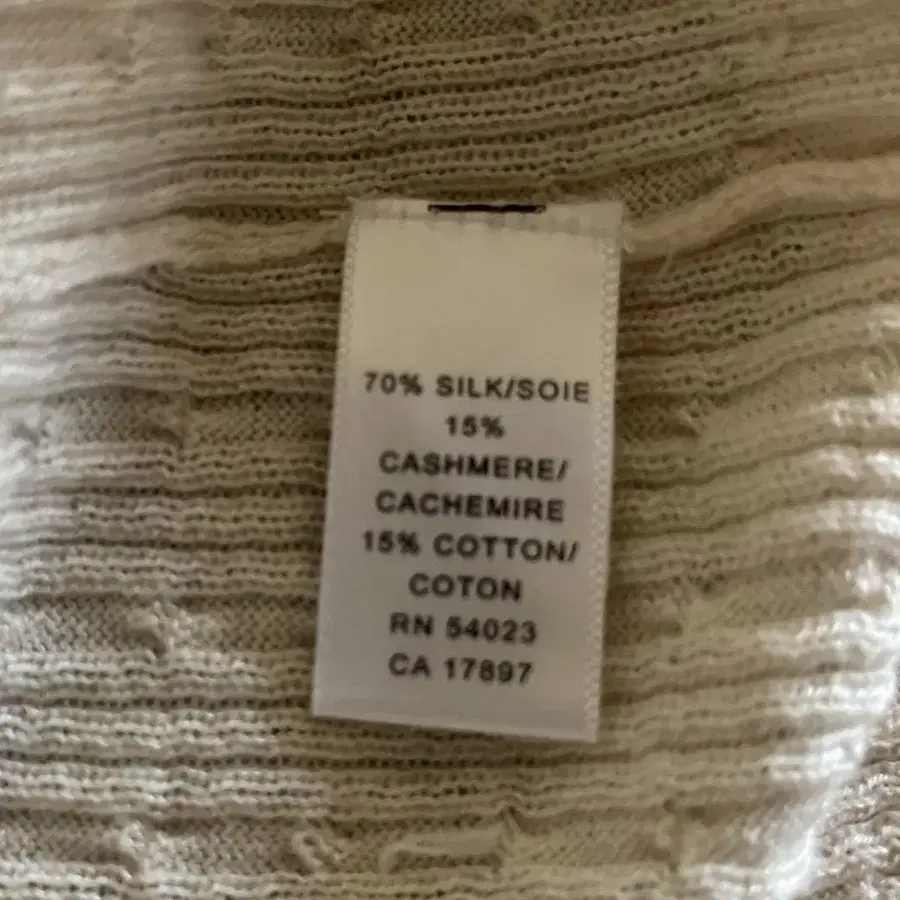 70% SILK/SOIE
15%
CASHMERE/
CACHEMIRE
15% COTTON/
COTON
RN 54023
CA 17897